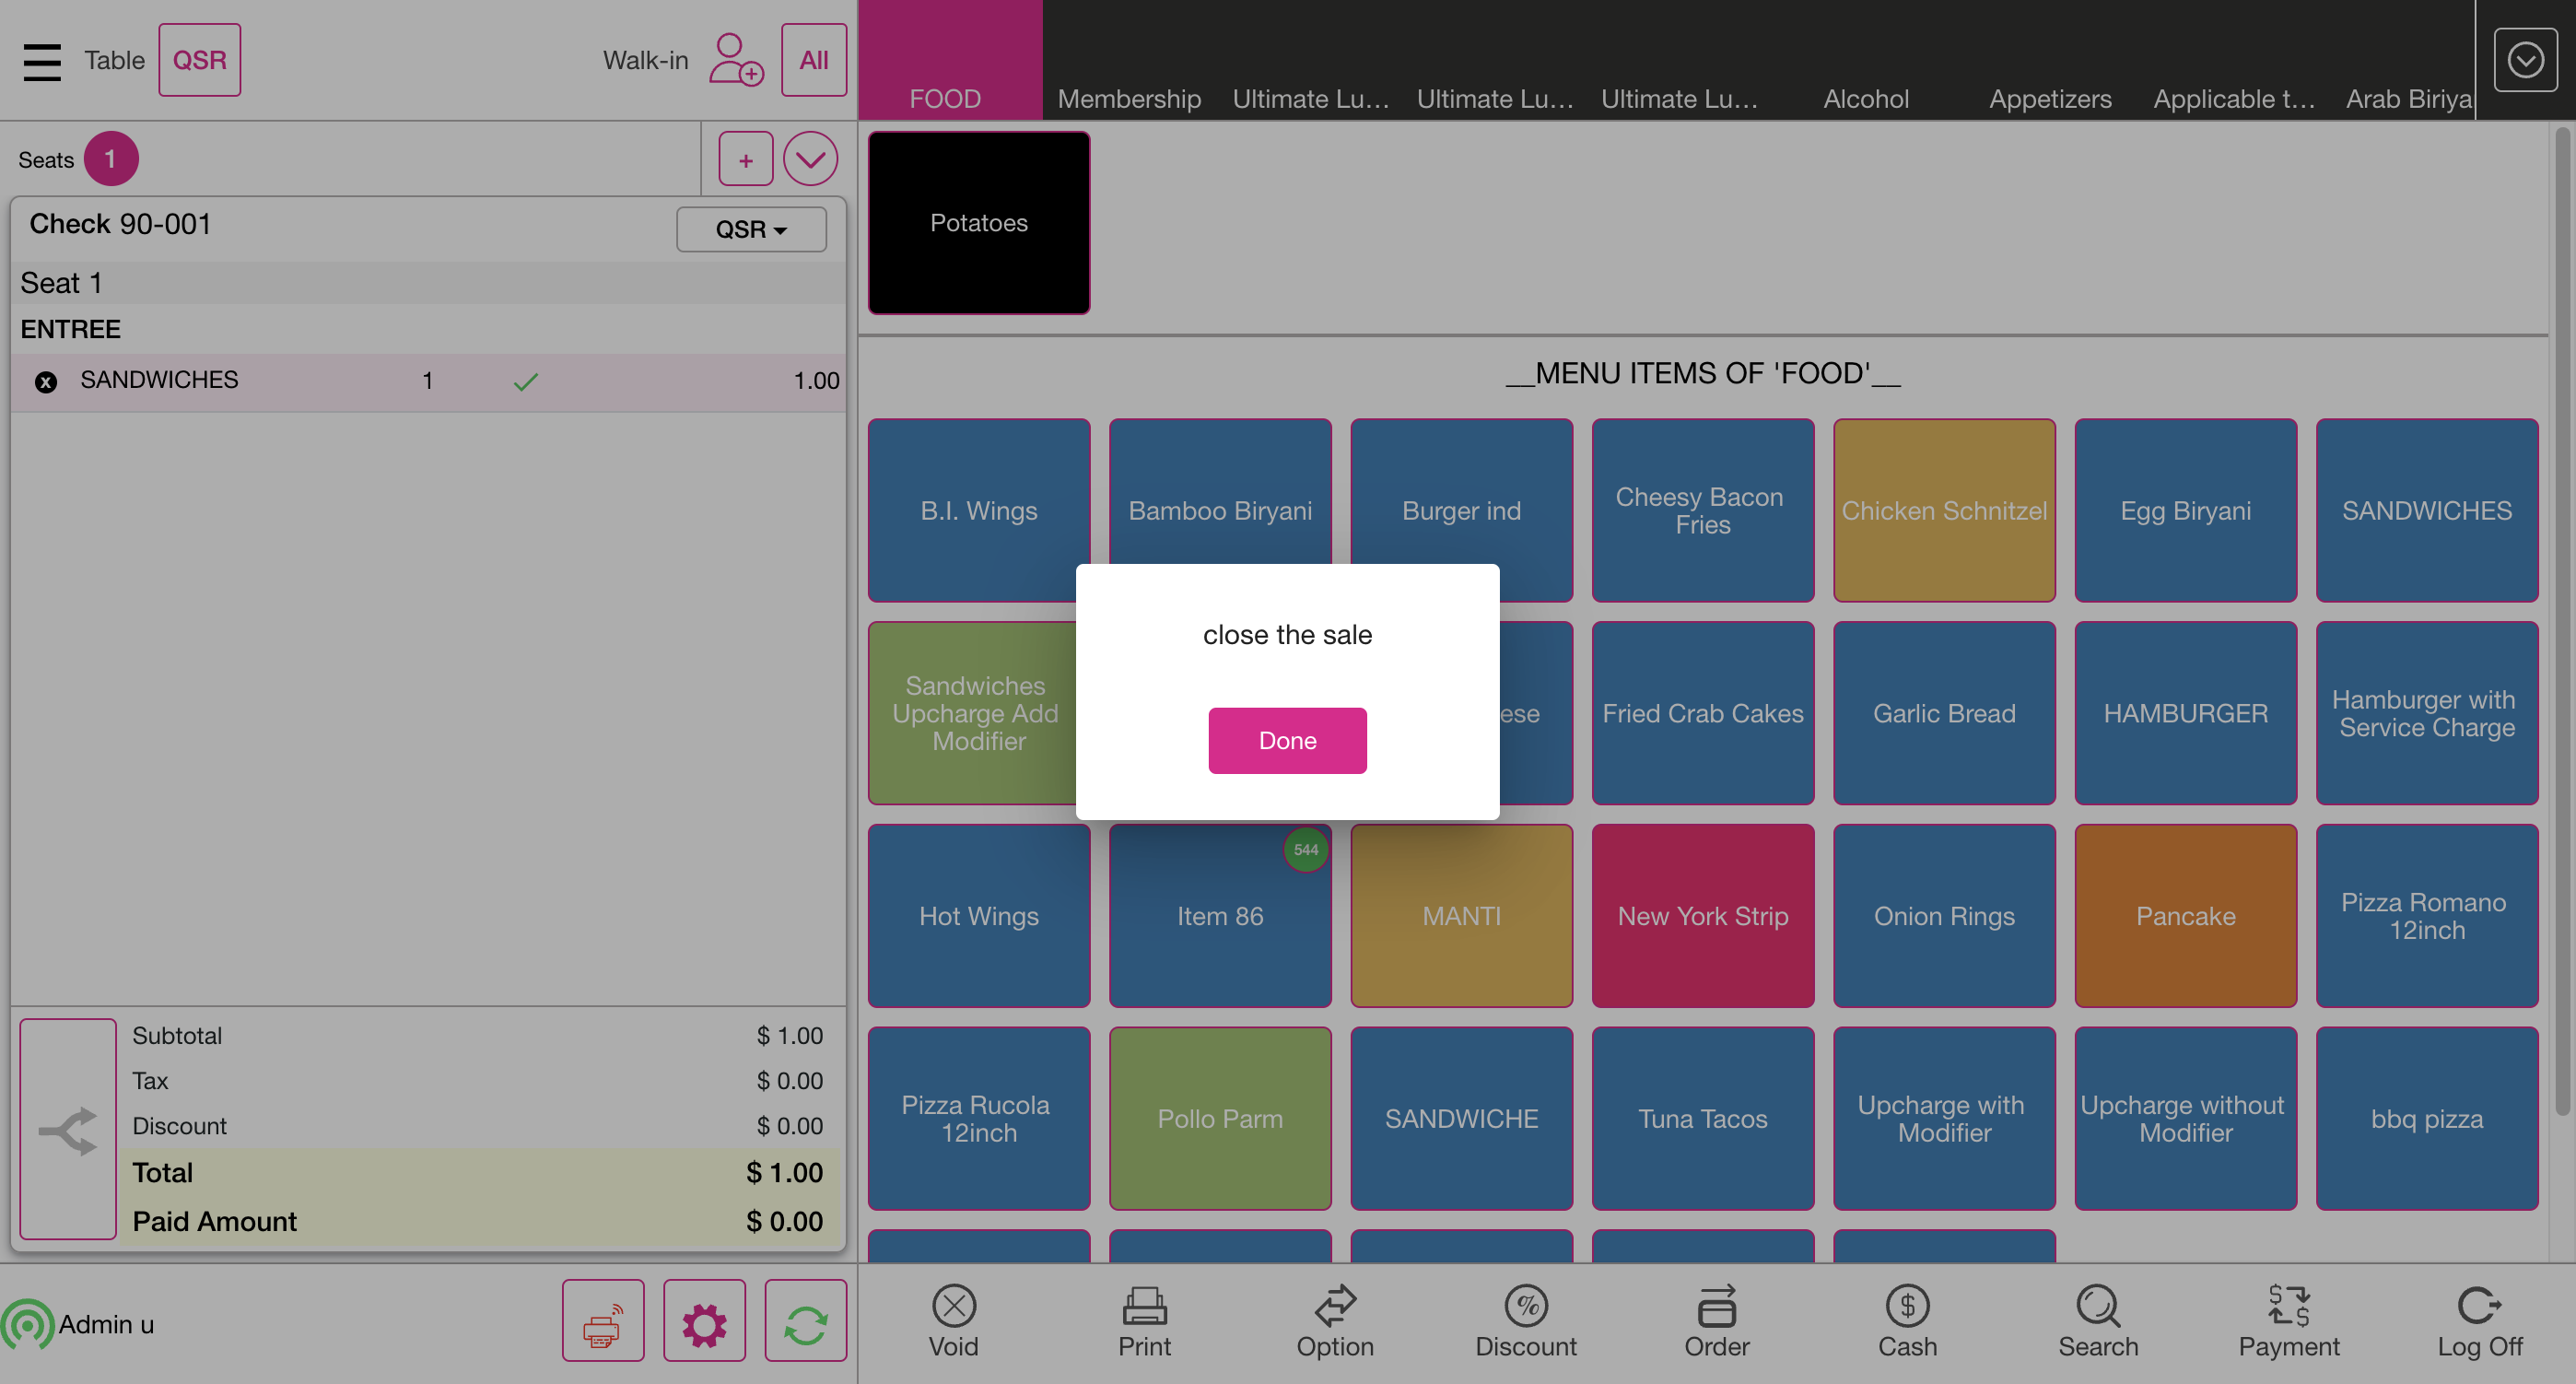 Table
QSR
Walk-in
All
FOOD
Membership
Ultimate Lu...
Ultimate Lu...
Ultimate Lu...
Alcohol
Appetizers
Applicable t...
Arab Biriya
Seats
1
+
Check 90-001
QSR
Seat 1
ENTREE
SANDWICHES 1 1.00
Subtotal $ 1.00
Tax $ 0.00
Discount $ 0.00
Total $ 1.00
Paid Amount $ 0.00
Admin u
Potatoes
__MENU ITEMS OF 'FOOD'__
B.I. Wings
Bamboo Biryani
Burger ind
Cheesy Bacon
Fries
Chicken Schnitzel
Egg Biryani
SANDWICHES
Sandwiches
Upcharge Add
Modifier
ese
Fried Crab Cakes
Garlic Bread
HAMBURGER
Hamburger with
Service Charge
close the sale
Done
Hot Wings
544
Item 86
MANTI
New York Strip
Onion Rings
Pancake
Pizza Romano
12inch
Pizza Rucola
12inch
Pollo Parm
SANDWICHE
Tuna Tacos
Upcharge with
Modifier
Upcharge without
Modifier
bbq pizza
Void
Print
Option
Discount
Order
Cash
Search
Payment
Log Off